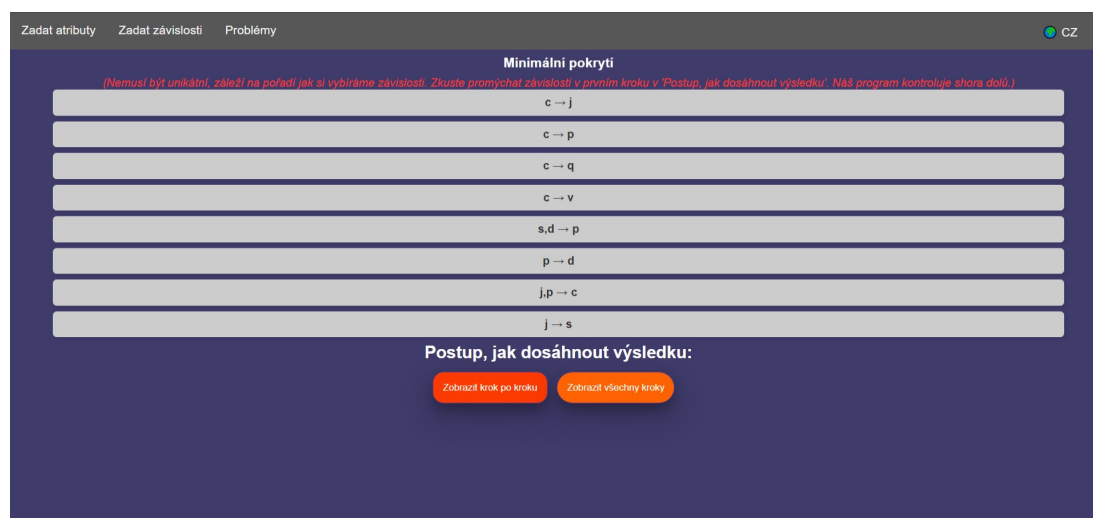 Zadat atributy Zadat závislosti Problémy CZ
Minimální pokrytí
(Nemusí být unikátní, záleží na pořadí jak si vybíráme závislosti. Zkuste promýchat závislosti v prvním kroku v 'Postup, jak dosáhnout výsledku'. Náš program kontroluje shora dolů.)
c → j
c → p
c → q
c → v
s,d → p
p → d
j,p → c
j → s
Postup, jak dosáhnout výsledku:
Zobrazit krok po kroku Zobrazit všechny kroky